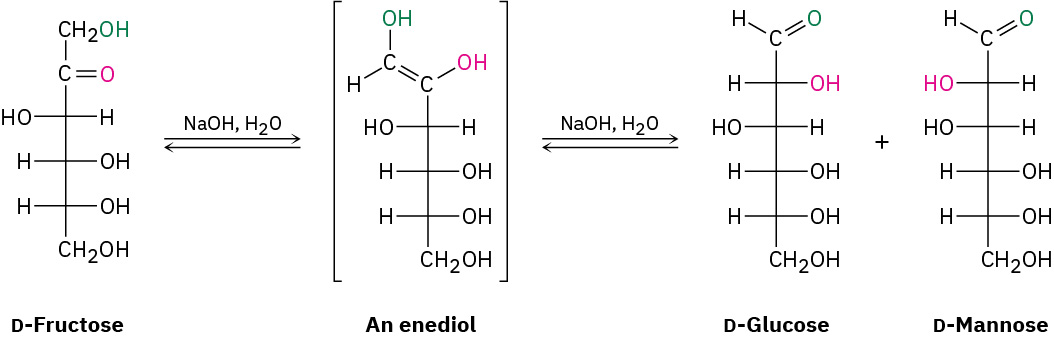 CH₂OH
C=O
HO H
H OH
H OH
CH₂OH
D-Fructose
NaOH, H₂O
OH
H C C OH
HO H
H OH
H OH
CH₂OH
An enediol
NaOH, H₂O
H O
C
H OH
HO H
H OH
H OH
CH₂OH
D-Glucose
+
H O
C
HO H
HO H
H OH
H OH
CH₂OH
D-Mannose